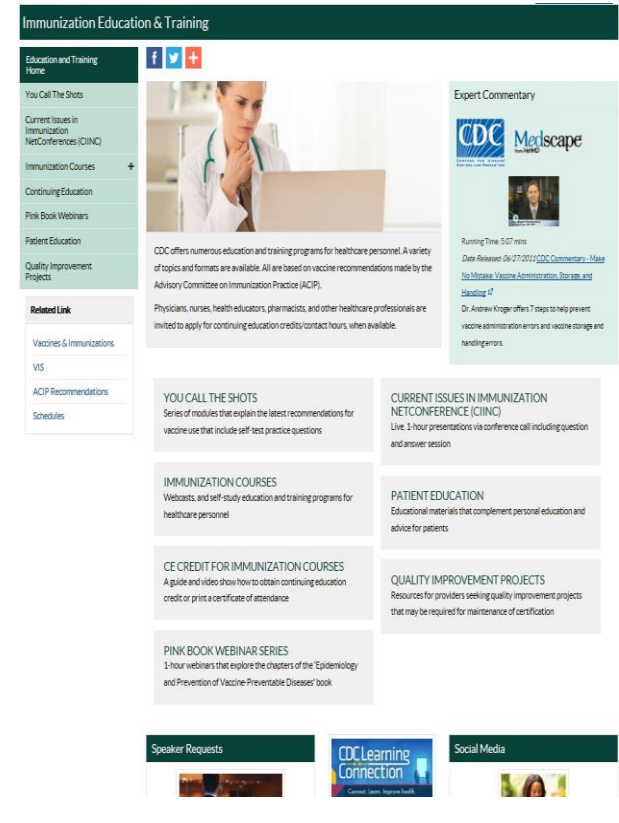 Immunization Education & Training
Education and Training
Home
You Call The Shots
Current Issues in
Immunization
NetConferences (CIINC)
Immunization Courses +
Continuing Education
Pink Book Webinars
Patient Education
Quality Improvement
Projects
Related Link
Vaccines & Immunizations
VIS
ACIP Recommendations
Schedules
CDC offers numerous education and training programs for healthcare personnel. A variety
of topics and formats are available. All are based on vaccine recommendations made by the
Advisory Committee on Immunization Practice (ACIP).
Physicians, nurses, health educators, pharmacists, and other healthcare professionals are
invited to apply for continuing education credits/contact hours, when available.
Expert Commentary
CDC
CENTERS FOR DISEASE
CONTROL AND PREVENTION
Medscape
from WebMD
Running Time: 5:07 mins
Date Released: 06/27/2011 CDC Commentary - Make
No Mistake: Vaccine Administration, Storage, and
Handling
Dr. Andrew Kroger offers 7 steps to help prevent
vaccine administration errors and vaccine storage and
handling errors.
YOU CALL THE SHOTS
Series of modules that explain the latest recommendations for
vaccine use that include self-test practice questions
CURRENT ISSUES IN IMMUNIZATION
NETCONFERENCE (CIINC)
Live, 1-hour presentations via conference call including question
and answer session
IMMUNIZATION COURSES
Webcasts, and self-study education and training programs for
healthcare personnel
PATIENT EDUCATION
Educational materials that complement personal education and
advice for patients
CE CREDIT FOR IMMUNIZATION COURSES
A guide and video show how to obtain continuing education
credit or print a certificate of attendance
QUALITY IMPROVEMENT PROJECTS
Resources for providers seeking quality improvement projects
that may be required for maintenance of certification
PINK BOOK WEBINAR SERIES
1-hour webinars that explore the chapters of the 'Epidemiology
and Prevention of Vaccine-Preventable Diseases' book
Speaker Requests
CDC Learning
Connection
Connect. Learn. Improve health.
Social Media